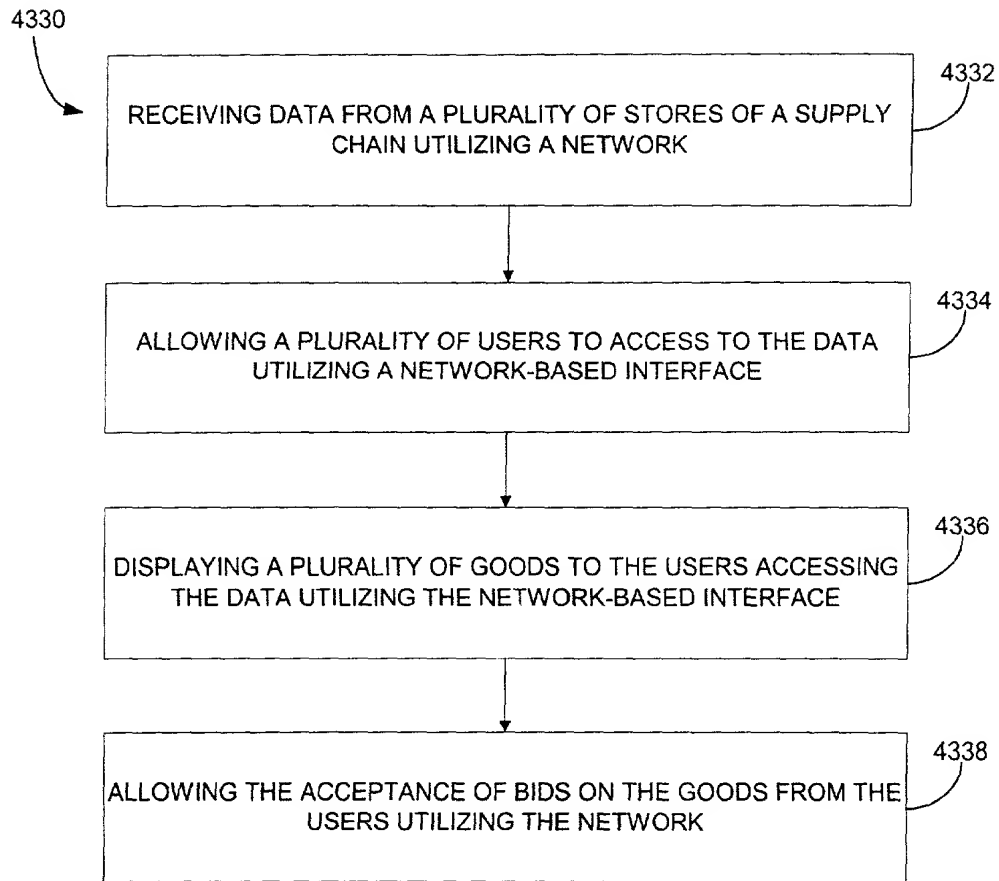 4330
4332
RECEIVING DATA FROM A PLURALITY OF STORES OF A SUPPLY
CHAIN UTILIZING A NETWORK
4334
ALLOWING A PLURALITY OF USERS TO ACCESS TO THE DATA
UTILIZING A NETWORK-BASED INTERFACE
4336
DISPLAYING A PLURALITY OF GOODS TO THE USERS ACCESSING
THE DATA UTILIZING THE NETWORK-BASED INTERFACE
4338
ALLOWING THE ACCEPTANCE OF BIDS ON THE GOODS FROM THE
USERS UTILIZING THE NETWORK